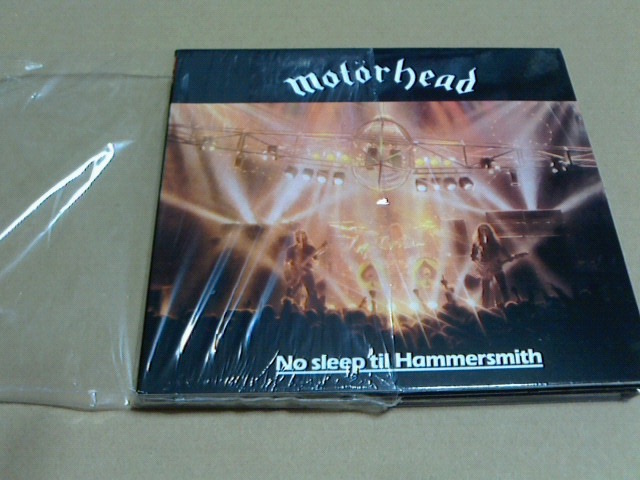 motörhead
No sleep 'til Hammersmith